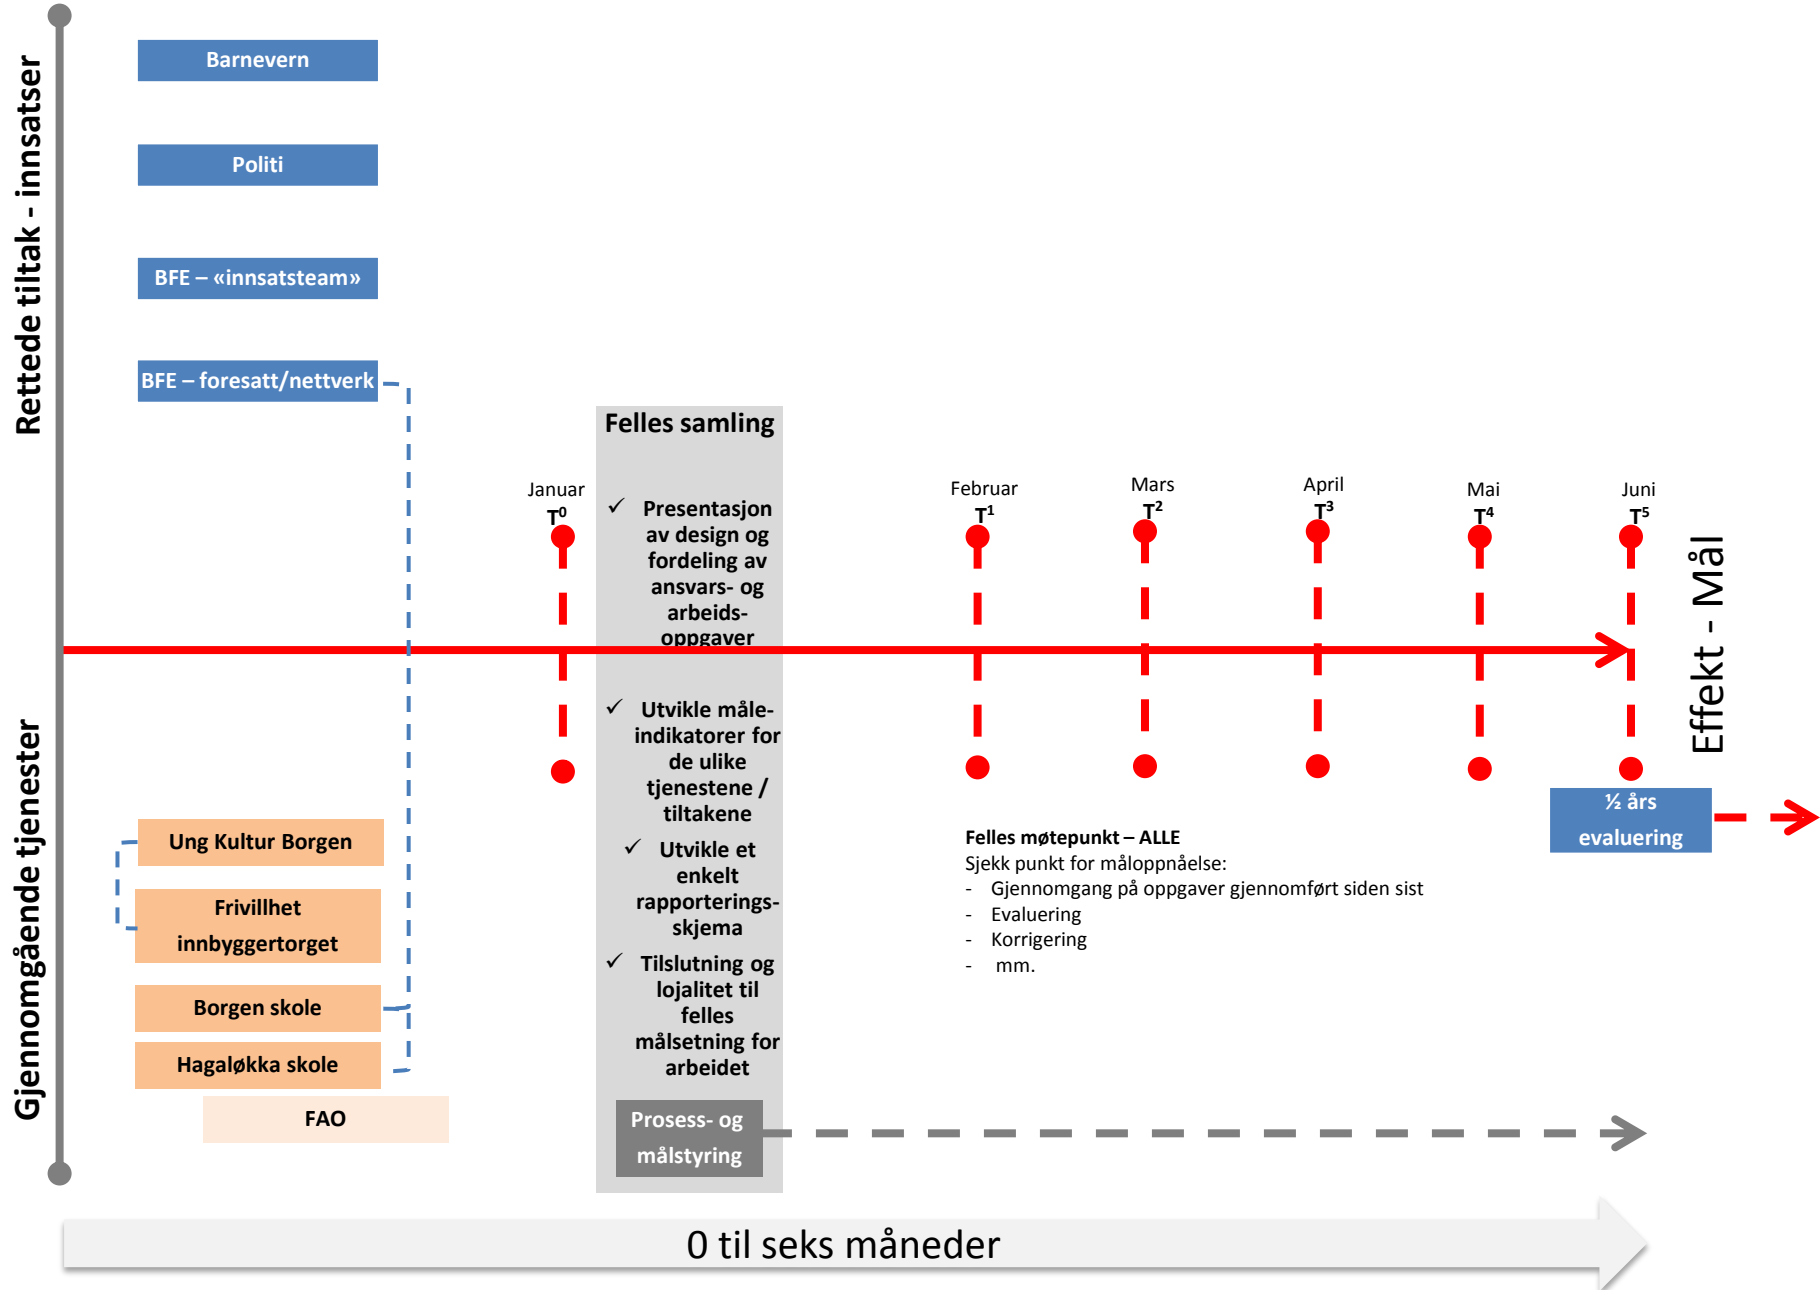 Rettede tiltak - innsatser
Barnevern
Politi
BFE – «innsatsteam»
BFE – foresatt/nettverk
Felles samling
✓ Presentasjon
av design og
fordeling av
ansvars- og
arbeids-
oppgaver
✓ Utvikle måle-
indikatorer for
de ulike
tjenestene /
tiltakene
✓ Utvikle et
enkelt
rapporterings-
skjema
✓ Tilslutning og
lojalitet til
felles
målsetning for
arbeidet
Prosess- og
målstyring
Januar
T⁰
Februar
T¹
Mars
T²
April
T³
Mai
T⁴
Juni
T⁵
Effekt - Mål
½ års
evaluering
Felles møtepunkt – ALLE
Sjekk punkt for måloppnåelse:
- Gjennomgang på oppgaver gjennomført siden sist
- Evaluering
- Korrigering
- mm.
Gjennomgående tjenester
Ung Kultur Borgen
Frivillhet
innbyggertorget
Borgen skole
Hagaløkka skole
FAO
0 til seks måneder